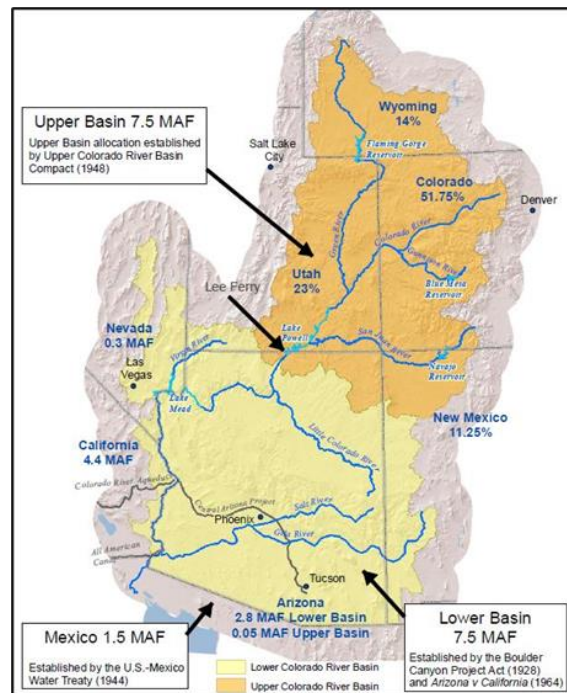 Upper Basin 7.5 MAF
Upper Basin allocation established
by Upper Colorado River Basin
Compact (1948)
Salt Lake
City
Wyoming
14%
Flaming Gorge
Reservoir
Colorado
51.75%
Denver
Green River
Colorado River
Gunnison River
Blue Mesa
Reservoir
Utah
23%
Lee Ferry
Lake
Powell
San Juan River
Navajo
Reservoir
New Mexico
11.25%
Nevada
0.3 MAF
Las
Vegas
Virgin River
Lake
Mead
California
4.4 MAF
Little Colorado River
Colorado River Aqueduct
Central Arizona Project
Salt River
Phoenix
Gila River
All American
Canal
Tucson
Arizona
2.8 MAF Lower Basin
0.05 MAF Upper Basin
Mexico 1.5 MAF
Established by the U.S.-Mexico
Water Treaty (1944)
Lower Basin
7.5 MAF
Established by the Boulder
Canyon Project Act (1928)
and Arizona v California (1964)
Lower Colorado River Basin
Upper Colorado River Basin